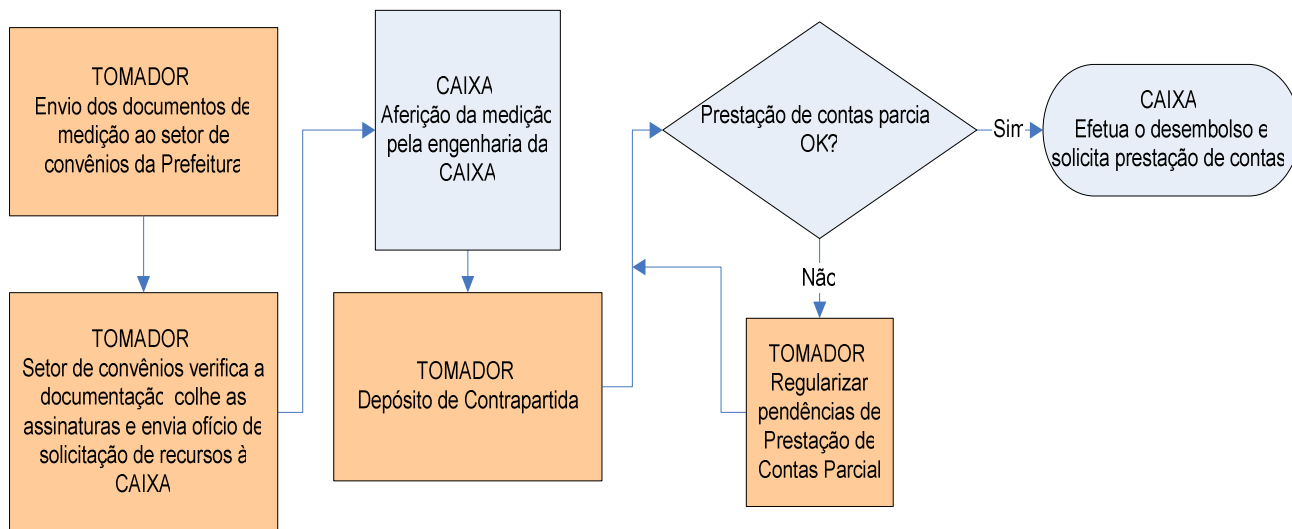 TOMADOR
Envio dos documentos de
medição ao setor de
convênios da Prefeitura
TOMADOR
Setor de convênios verifica a
documentação colhe as
assinaturas e envia ofício de
solicitação de recursos à
CAIXA
CAIXA
Aferição da medição
pela engenharia da
CAIXA
TOMADOR
Depósito de Contrapartida
Prestação de contas parcia
OK?
Sim
Não
TOMADOR
Regularizar
pendências de
Prestação de
Contas Parcial
CAIXA
Efetua o desembolso e
solicita prestação de contas